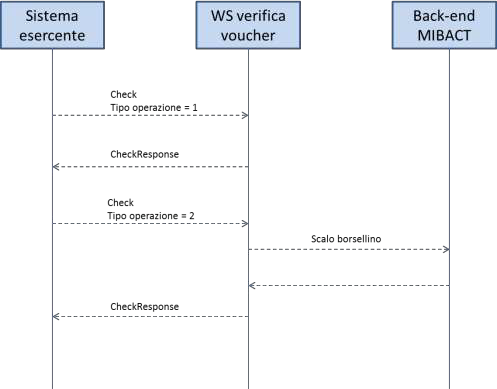 Sistema
esercente
WS verifica
voucher
Back-end
MIBACT
Check
Tipo operazione = 1
CheckResponse
Check
Tipo operazione = 2
Scalo borsellino
CheckResponse